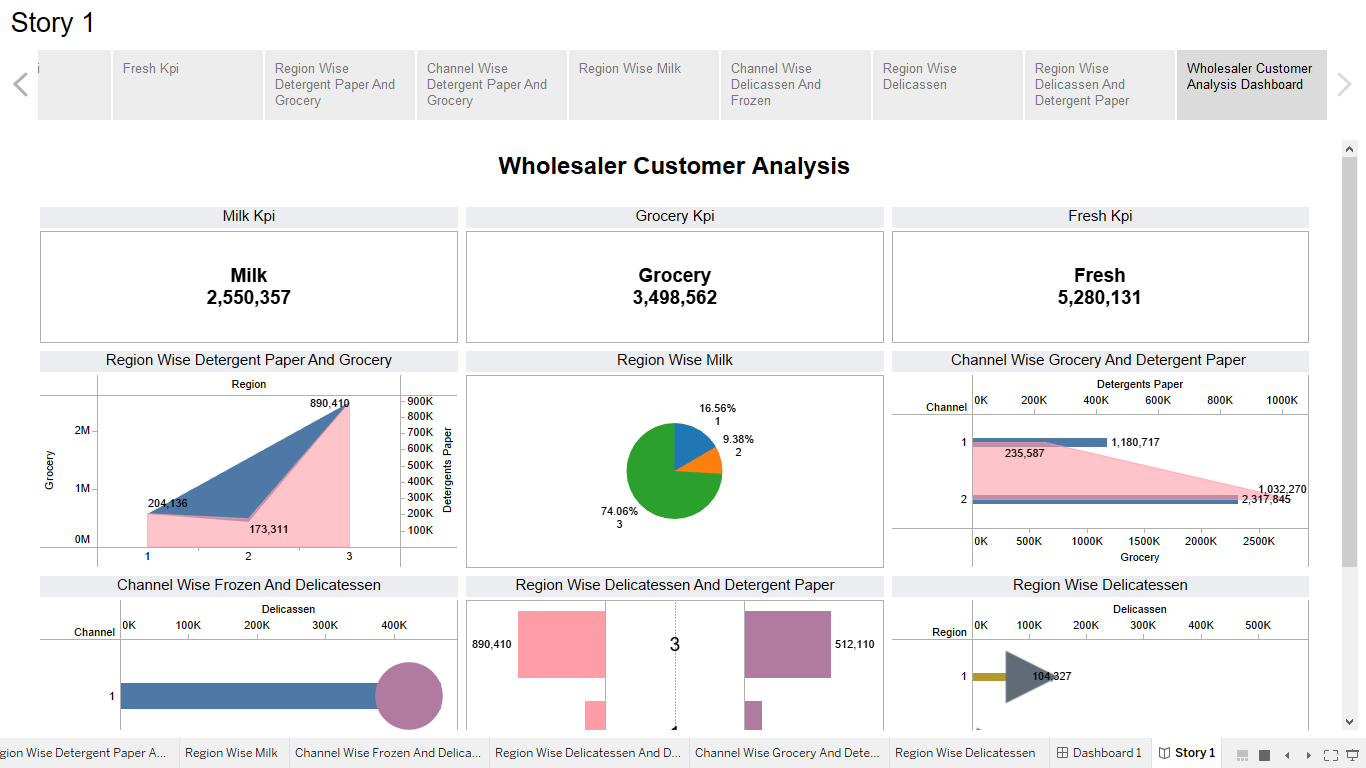 Story 1
i
Fresh Kpi
Region Wise
Detergent Paper And
Grocery
Channel Wise
Detergent Paper And
Grocery
Region Wise Milk
Channel Wise
Delicassen And
Frozen
Region Wise
Delicassen
Region Wise
Delicassen And
Detergent Paper
Wholesaler Customer
Analysis Dashboard
Wholesaler Customer Analysis
Milk Kpi
Grocery Kpi
Fresh Kpi
Milk
2,550,357
Grocery
3,498,562
Fresh
5,280,131
Region Wise Detergent Paper And Grocery
Region
890,410
204,136
173,311
2M
1M
0M
Grocery
900K
800K
700K
600K
500K
400K
300K
200K
100K
Detergents Paper
1
2
3
Region Wise Milk
16.56%
1
9.38%
2
74.06%
3
Channel Wise Grocery And Detergent Paper
Detergents Paper
Channel
0K
200K
400K
600K
800K
1000K
1
1,180,717
235,587
1,032,270
2
2,317,845
0K
500K
1000K
1500K
2000K
2500K
Grocery
Channel Wise Frozen And Delicatessen
Delicassen
Channel
0K
100K
200K
300K
400K
1
Region Wise Delicatessen And Detergent Paper
890,410
3
512,110
Region Wise Delicatessen
Delicassen
Region
0K
100K
200K
300K
400K
500K
1
104,327
gion Wise Detergent Paper A...
Region Wise Milk
Channel Wise Frozen And Delica...
Region Wise Delicatessen And D...
Channel Wise Grocery And Dete...
Region Wise Delicatessen
Dashboard 1
Story 1